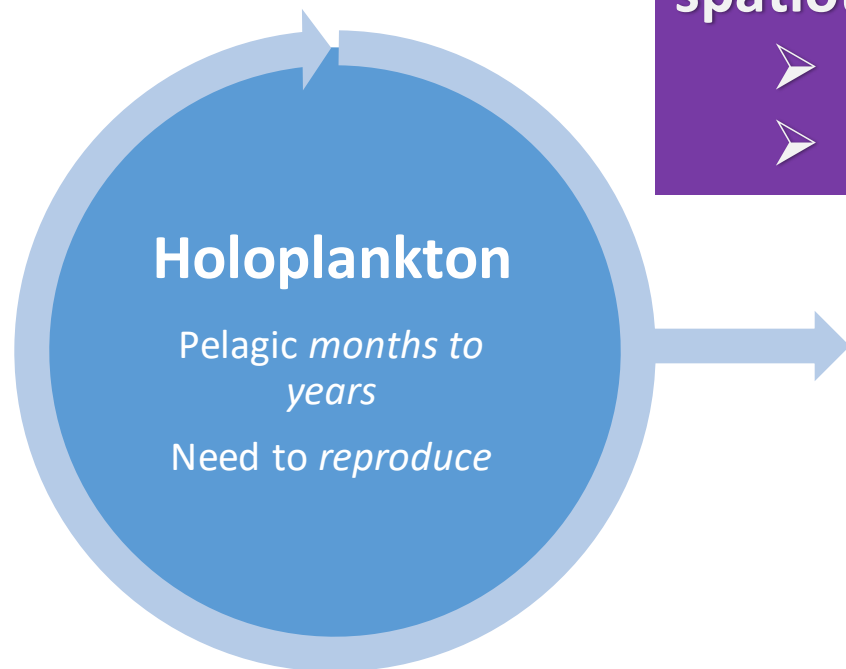 Holoplankton
Pelagic months to
years
Need to reproduce